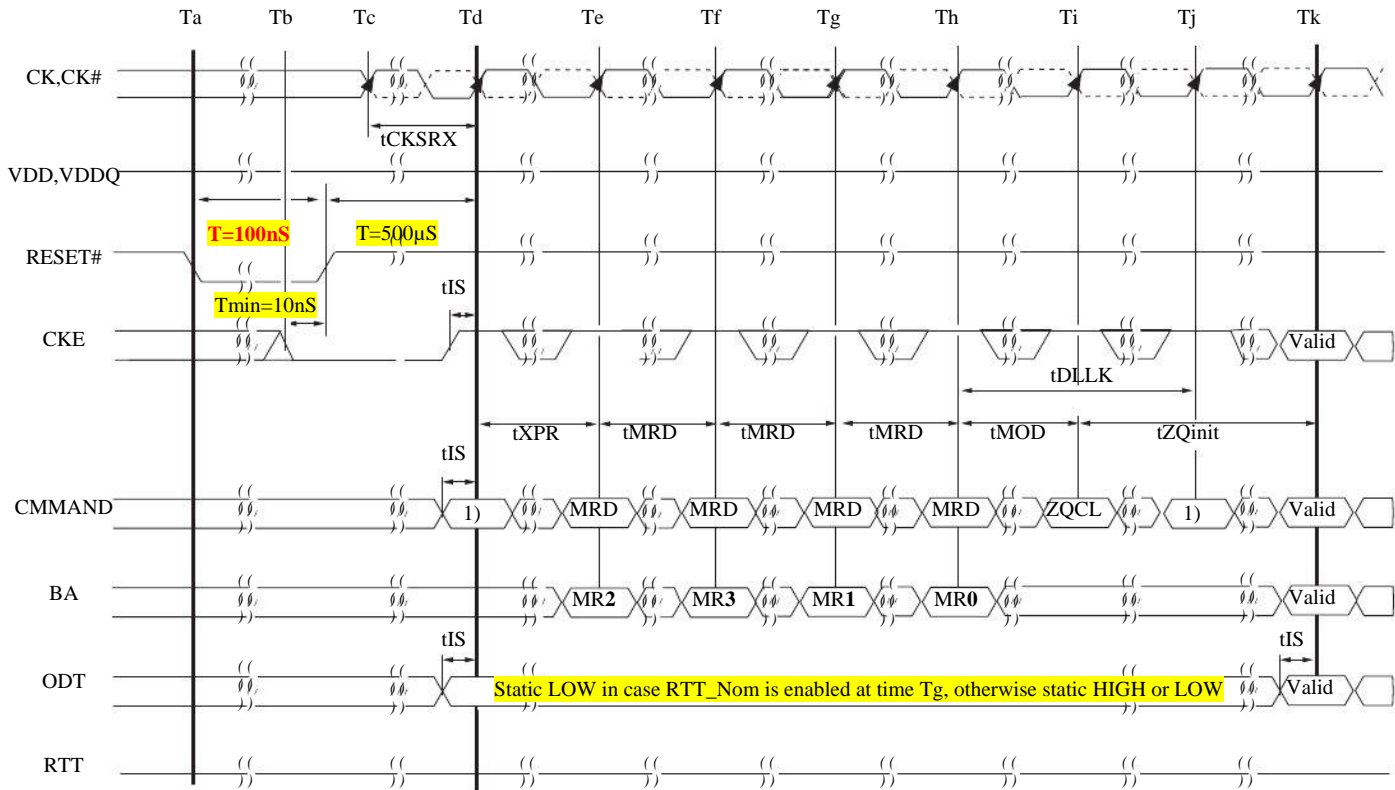 Ta Tb Tc Td Te Tf Tg Th Ti Tj Tk
CK,CK#
tCKSRX
VDD,VDDQ
T=100nS T=500µS
RESET#
Tmin=10nS tIS
CKE Valid
tDLLK
tXPR tMRD tMRD tMRD tMOD tZQinit
tIS
CMMAND 1) MRD MRD MRD MRD ZQCL 1) Valid
BA MR2 MR3 MR1 MR0 Valid
tIS tIS
ODT Static LOW in case RTT_Nom is enabled at time Tg, otherwise static HIGH or LOW Valid
RTT